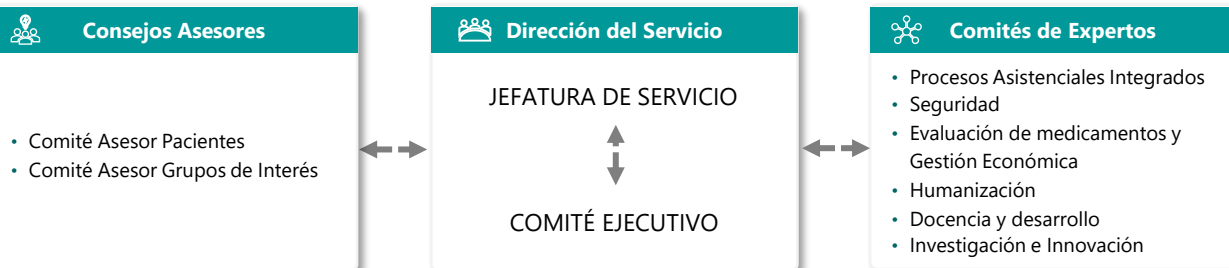 Consejos Asesores
• Comité Asesor Pacientes
• Comité Asesor Grupos de Interés
Dirección del Servicio
JEFATURA DE SERVICIO
COMITÉ EJECUTIVO
Comités de Expertos
• Procesos Asistenciales Integrados
• Seguridad
• Evaluación de medicamentos y
Gestión Económica
• Humanización
• Docencia y desarrollo
• Investigación e Innovación